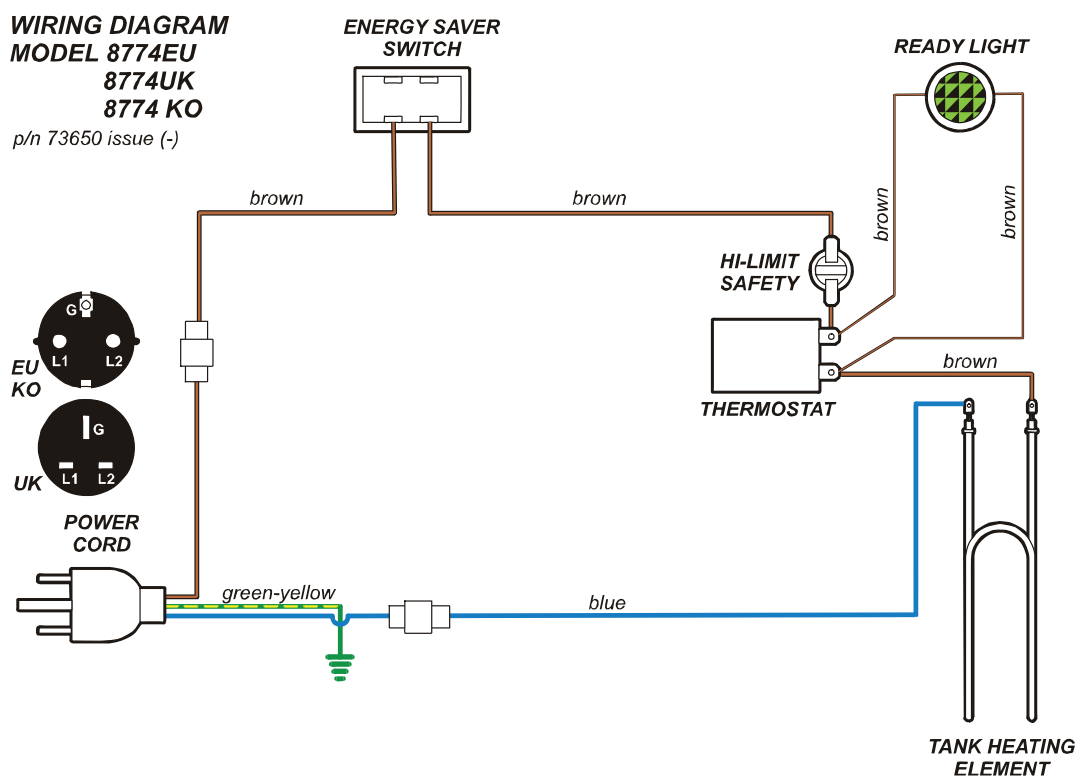 WIRING DIAGRAM
MODEL 8774EU
8774UK
8774 KO
p/n 73650 issue (-)
ENERGY SAVER
SWITCH
READY LIGHT
brown
brown
brown
brown
HI-LIMIT
SAFETY
G
L1 L2
EU
KO
THERMOSTAT
brown
G
L1 L2
UK
POWER
CORD
green-yellow
blue
TANK HEATING
ELEMENT